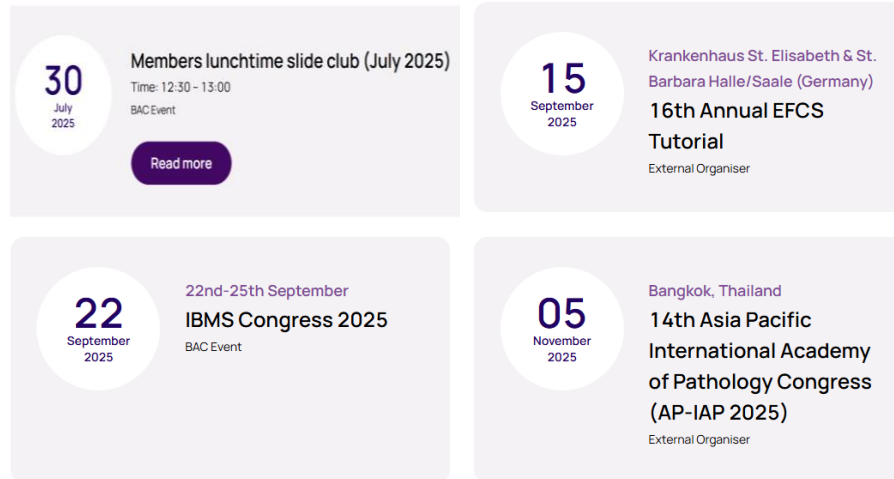 30
July
2025
Members lunchtime slide club (July 2025)
Time: 12:30 - 13:00
BAC Event
Read more
15
September
2025
Krankenhaus St. Elisabeth & St.
Barbara Halle/Saale (Germany)
16th Annual EFCS
Tutorial
External Organiser
22
September
2025
22nd-25th September
IBMS Congress 2025
BAC Event
05
November
2025
Bangkok, Thailand
14th Asia Pacific
International Academy
of Pathology Congress
(AP-IAP 2025)
External Organiser